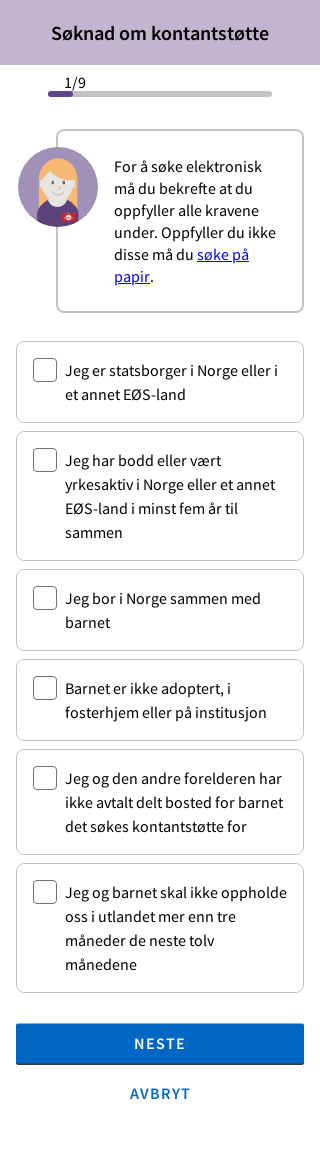 Søknad om kontantstøtte
1/9
For å søke elektronisk
må du bekrefte at du
oppfyller alle kravene
under. Oppfyller du ikke
disse må du søke på
papir.
Jeg er statsborger i Norge eller i
et annet EØS-land
Jeg har bodd eller vært
yrkesaktiv i Norge eller et annet
EØS-land i minst fem år til
sammen
Jeg bor i Norge sammen med
barnet
Barnet er ikke adoptert, i
fosterhjem eller på institusjon
Jeg og den andre forelderen har
ikke avtalt delt bosted for barnet
det søkes kontantstøtte for
Jeg og barnet skal ikke oppholde
oss i utlandet mer enn tre
måneder de neste tolv
månedene
NESTE
AVBRYT